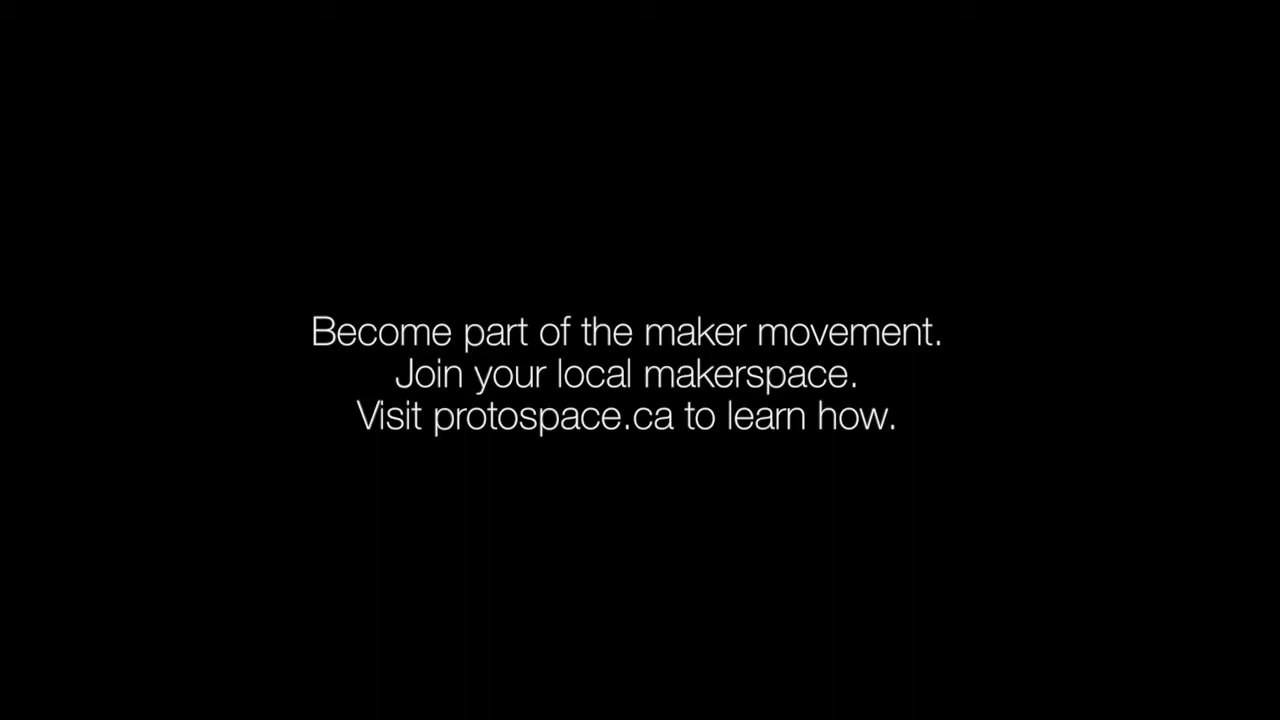 Become part of the maker movement.
Join your local makerspace.
Visit protospace.ca to learn how.